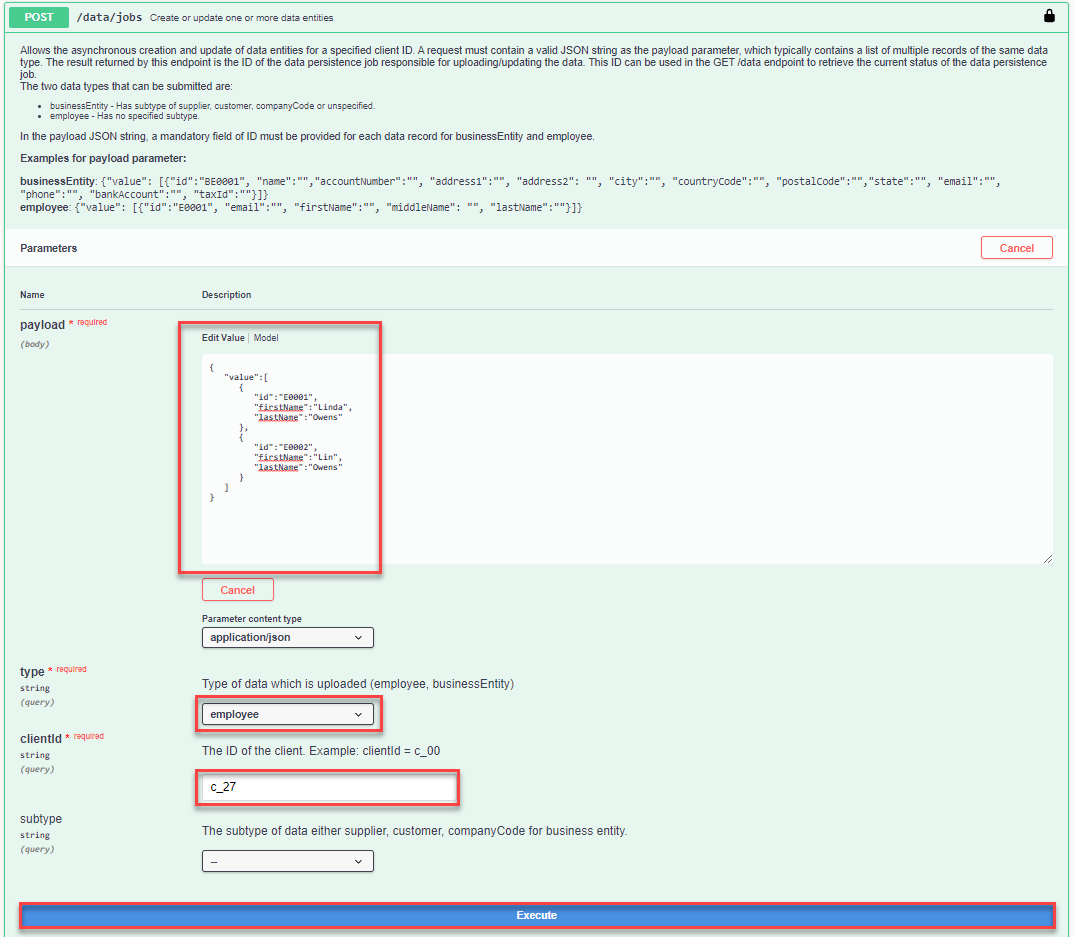 POST /data/jobs Create or update one or more data entities
Allows the asynchronous creation and update of data entities for a specified client ID. A request must contain a valid JSON string as the payload parameter, which typically contains a list of multiple records of the same data
type. The result returned by this endpoint is the ID of the data persistence job responsible for uploading/updating the data. This ID can be used in the GET /data endpoint to retrieve the current status of the data persistence
job.
The two data types that can be submitted are:
• businessEntity - Has subtype of supplier, customer, companyCode or unspecified.
• employee - Has no specified subtype.
In the payload JSON string, a mandatory field of ID must be provided for each data record for businessEntity and employee.
Examples for payload parameter:
businessEntity: {"value": [{"id":"BE0001", "name":"","accountNumber":"", "address1":"", "address2": "", "city":"", "countryCode":"", "postalCode":"","state":"", "email":"",
"phone":"", "bankAccount":"", "taxId":""}]}
employee: {"value": [{"id":"E0001", "email":"", "firstName":"", "middleName": "", "lastName":""}]}
Parameters
Cancel
Name Description
payload * required
(body)
Edit Value | Model
{
"value":[
{
"id":"E0001",
"firstName":"Linda",
"lastName":"Owens"
},
{
"id":"E0002",
"firstName":"Lin",
"lastName":"Owens"
}
]
}
Cancel
Parameter content type
application/json
type * required
string
(query)
Type of data which is uploaded (employee, businessEntity)
employee
clientId * required
string
(query)
The ID of the client. Example: clientId = c_00
c_27
subtype
string
(query)
The subtype of data either supplier, customer, companyCode for business entity.
--
Execute